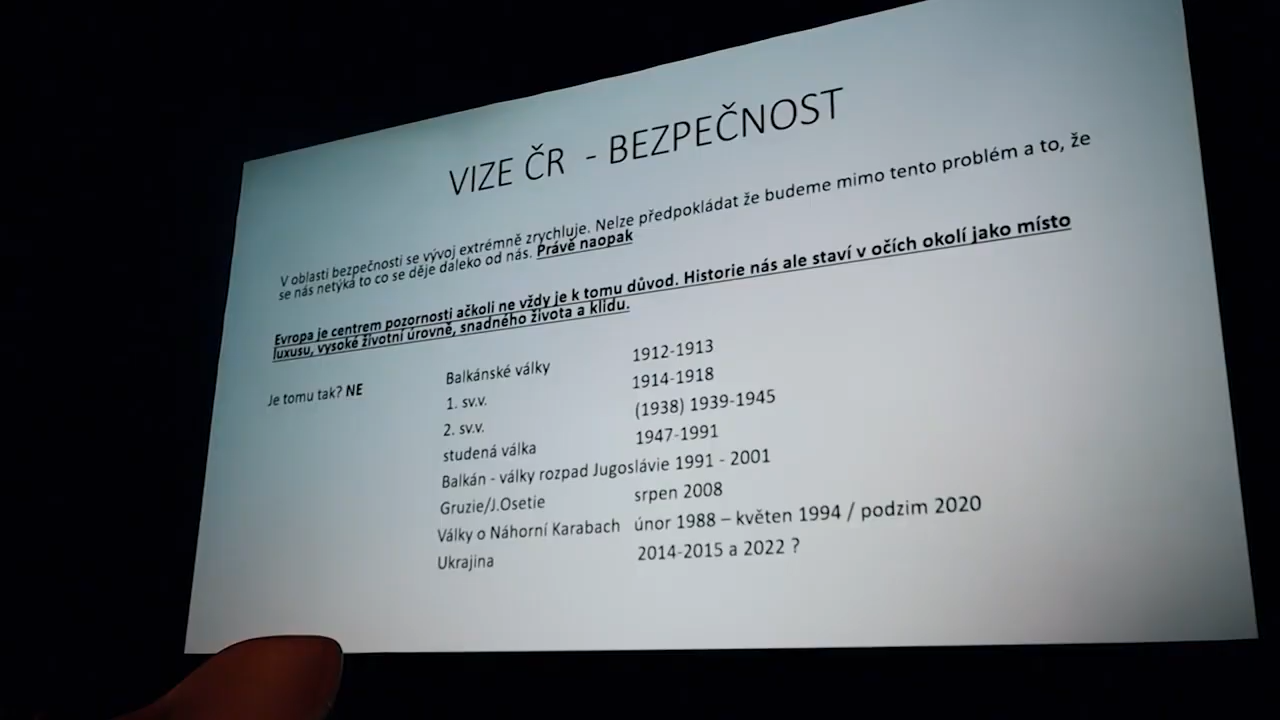 VIZE ČR - BEZPEČNOST
V oblasti bezpečnosti se vývoj extrémně zrychluje. Nelze předpokládat že budeme mimo tento problém a to, že
se nás netýká to co se děje daleko od nás. Právě naopak
Evropa je centrem pozornosti ačkoli ne vždy je k tomu důvod. Historie nás ale staví v očích okolí jako místo
luxusu, vysoké životní úrovně, snadného života a klidu.
Je tomu tak? NE
Balkánské války 1912-1913
1. sv.v. 1914-1918
2. sv.v. (1938) 1939-1945
studená válka 1947-1991
Balkán - války rozpad Jugoslávie 1991 - 2001
Gruzie/J.Osetie srpen 2008
Války o Náhorní Karabach únor 1988 – květen 1994 / podzim 2020
Ukrajina 2014-2015 a 2022 ?